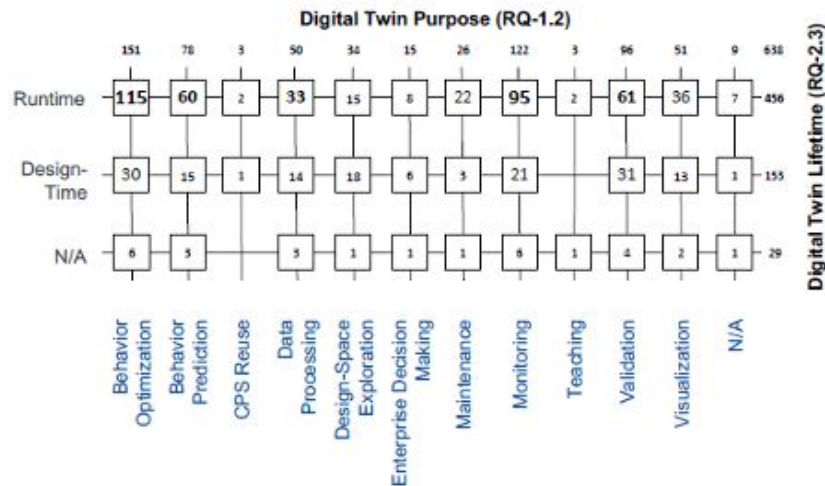 Digital Twin Purpose (RQ-1.2)
151 78 3 50 34 15 26 122 3 96 51 9 638
Runtime 115 60 2 33 15 8 22 95 2 61 36 7 456
Design-
Time 30 15 1 14 18 6 3 21 31 13 1 153
N/A 6 3 3 1 1 1 6 1 4 2 1 29
Behavior
Optimization
Behavior
Prediction
CPS Reuse
Data
Processing
Design-Space
Exploration
Enterprise Decision
Making
Maintenance
Monitoring
Teaching
Validation
Visualization
N/A
Digital Twin Lifetime (RQ-2.3)